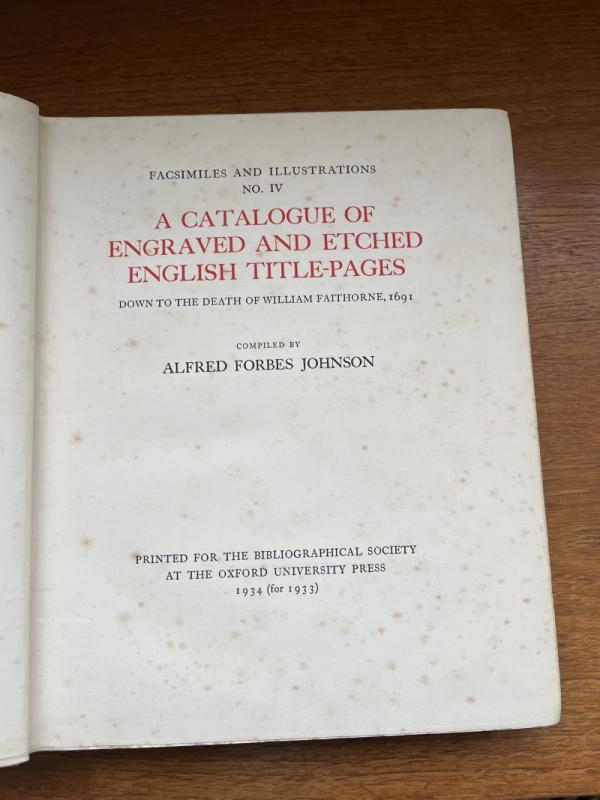 FACSIMILES AND ILLUSTRATIONS
NO. IV
A CATALOGUE OF
ENGRAVED AND ETCHED
ENGLISH TITLE-PAGES
DOWN TO THE DEATH OF WILLIAM FAITHORNE, 1691
COMPILED BY
ALFRED FORBES JOHNSON
PRINTED FOR THE BIBLIOGRAPHICAL SOCIETY
AT THE OXFORD UNIVERSITY PRESS
1934 (for 1933)